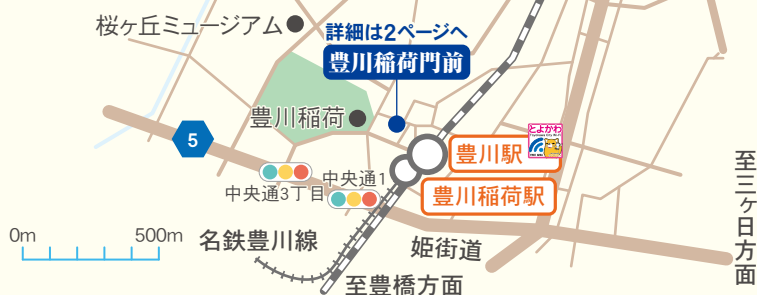 桜ヶ丘ミュージアム
詳細は2ページへ
豊川稲荷門前
豊川稲荷
5
とよかわ
豊川駅
豊川稲荷駅
中央通1
中央通3丁目
至三ヶ日方面
0m 500m
名鉄豊川線
姫街道
至豊橋方面